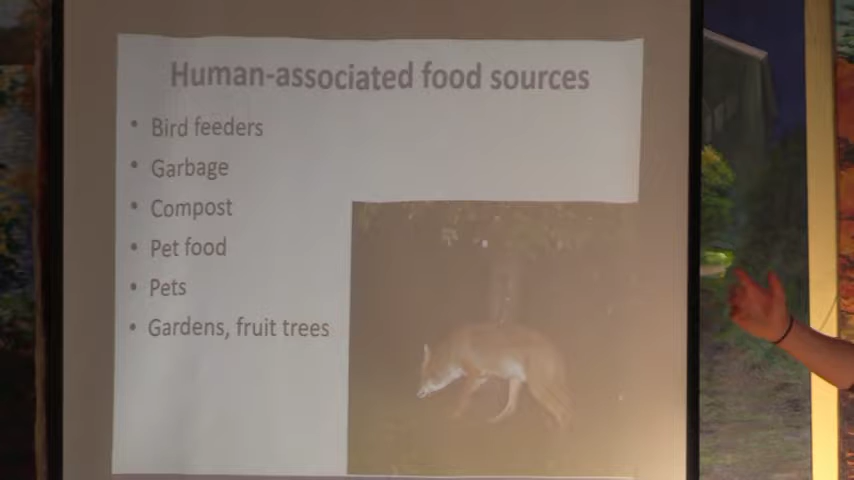 Human-associated food sources
• Bird feeders
• Garbage
• Compost
• Pet food
• Pets
• Gardens, fruit trees